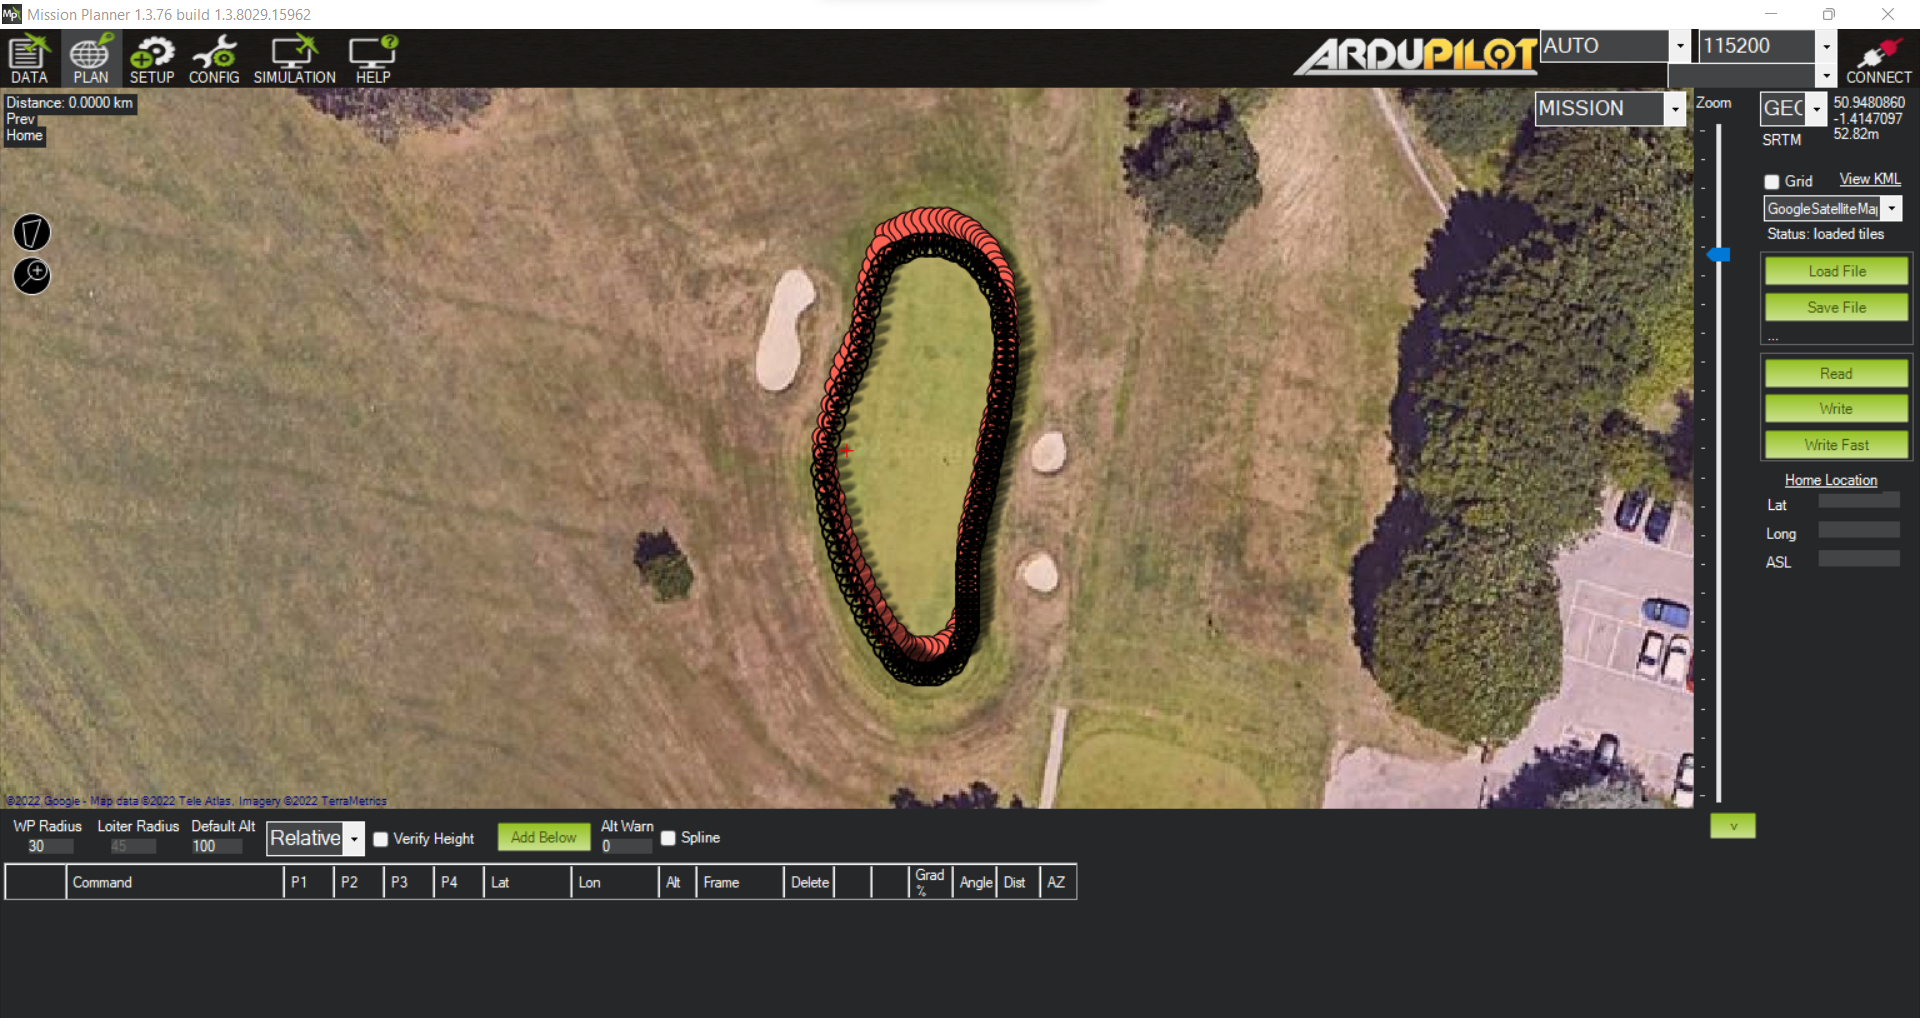 Mission Planner 1.3.76 build 1.3.8029.15962
DATA PLAN SETUP CONFIG SIMULATION HELP
ARDUPILOT
AUTO
115200
CONNECT
Distance: 0.0000 km
Prev
Home
MISSION
Zoom
GEO
50.9480860
-1.4147097
52.82m
SRTM
Grid
View KML
GoogleSatelliteMap
Status: loaded tiles
Load File
Save File
...
Read
Write
Write Fast
Home Location
Lat
Long
ASL
©2022 Google - Map data ©2022 Tele Atlas, Imagery ©2022 TerraMetrics
WP Radius Loiter Radius Default Alt
30 45 100
Relative
Verify Height
Add Below
Alt Warn
0
Spline
v
Command P1 P2 P3 P4 Lat Lon Alt Frame Delete Grad % Angle Dist AZ